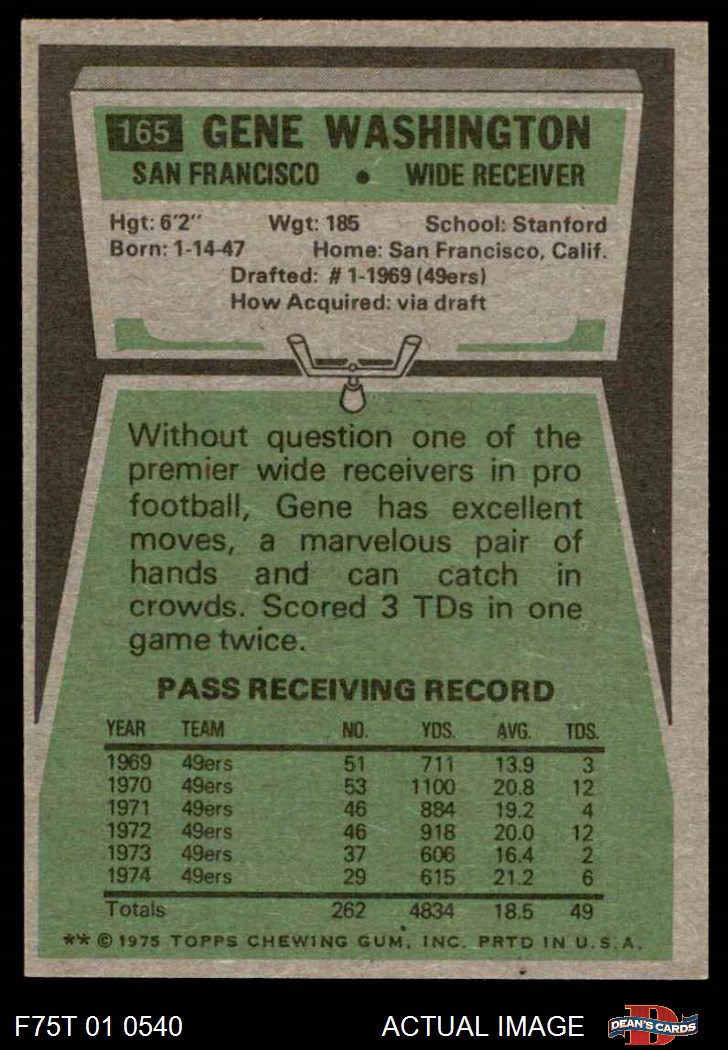 165 GENE WASHINGTON
SAN FRANCISCO • WIDE RECEIVER
Hgt: 6'2" Wgt: 185 School: Stanford
Born: 1-14-47 Home: San Francisco, Calif.
Drafted: #1-1969 (49ers)
How Acquired: via draft
Without question one of the
premier wide receivers in pro
football, Gene has excellent
moves, a marvelous pair of
hands and can catch in
crowds. Scored 3 TDs in one
game twice.
PASS RECEIVING RECORD
YEAR TEAM NO. YDS. AVG. TDS.
1969 49ers 51 711 13.9 3
1970 49ers 53 1100 20.8 12
1971 49ers 46 884 19.2 4
1972 49ers 46 918 20.0 12
1973 49ers 37 606 16.4 2
1974 49ers 29 615 21.2 6
Totals 262 4834 18.5 49
** © 1975 TOPPS CHEWING GUM, INC. PRTD IN U.S.A.
F75T 01 0540 ACTUAL IMAGE D DEAN'S CARDS